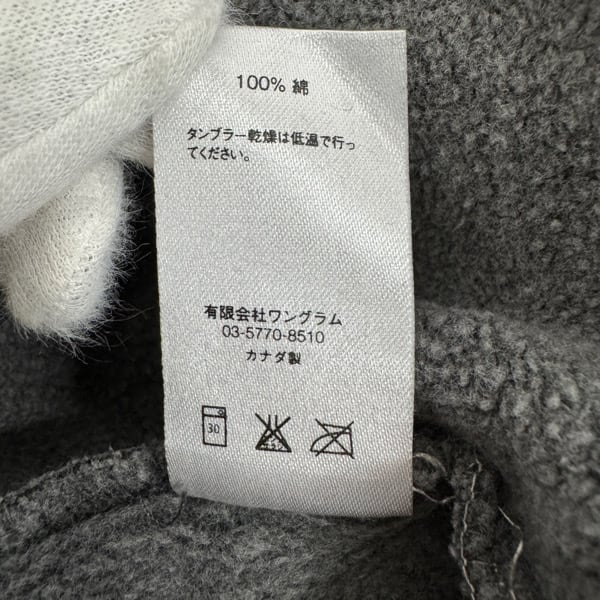 100% 綿
タンブラー乾燥は低温で行っ
てください。
有限会社ワングラム
03-5770-8510
カナダ製
30